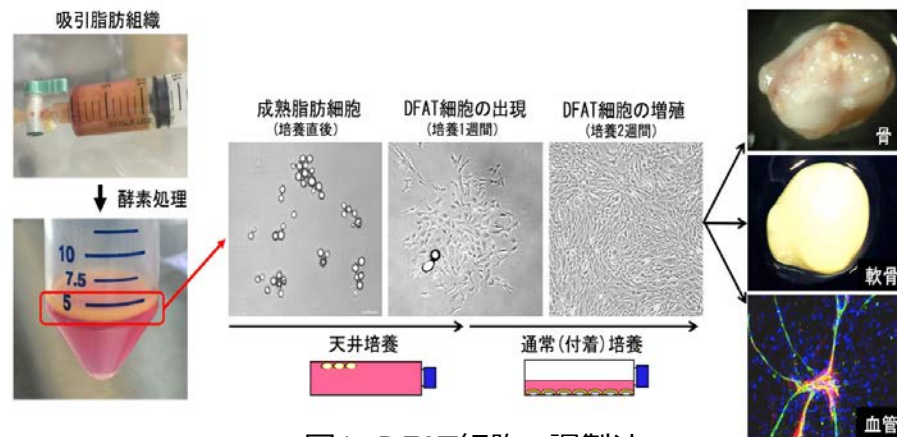 吸引脂肪組織
酵素処理
10
7.5
5
成熟脂肪細胞
(培養直後)
DFAT細胞の出現
(培養1週間)
DFAT細胞の増殖
(培養2週間)
天井培養
通常(付着)培養
骨
軟骨
血管